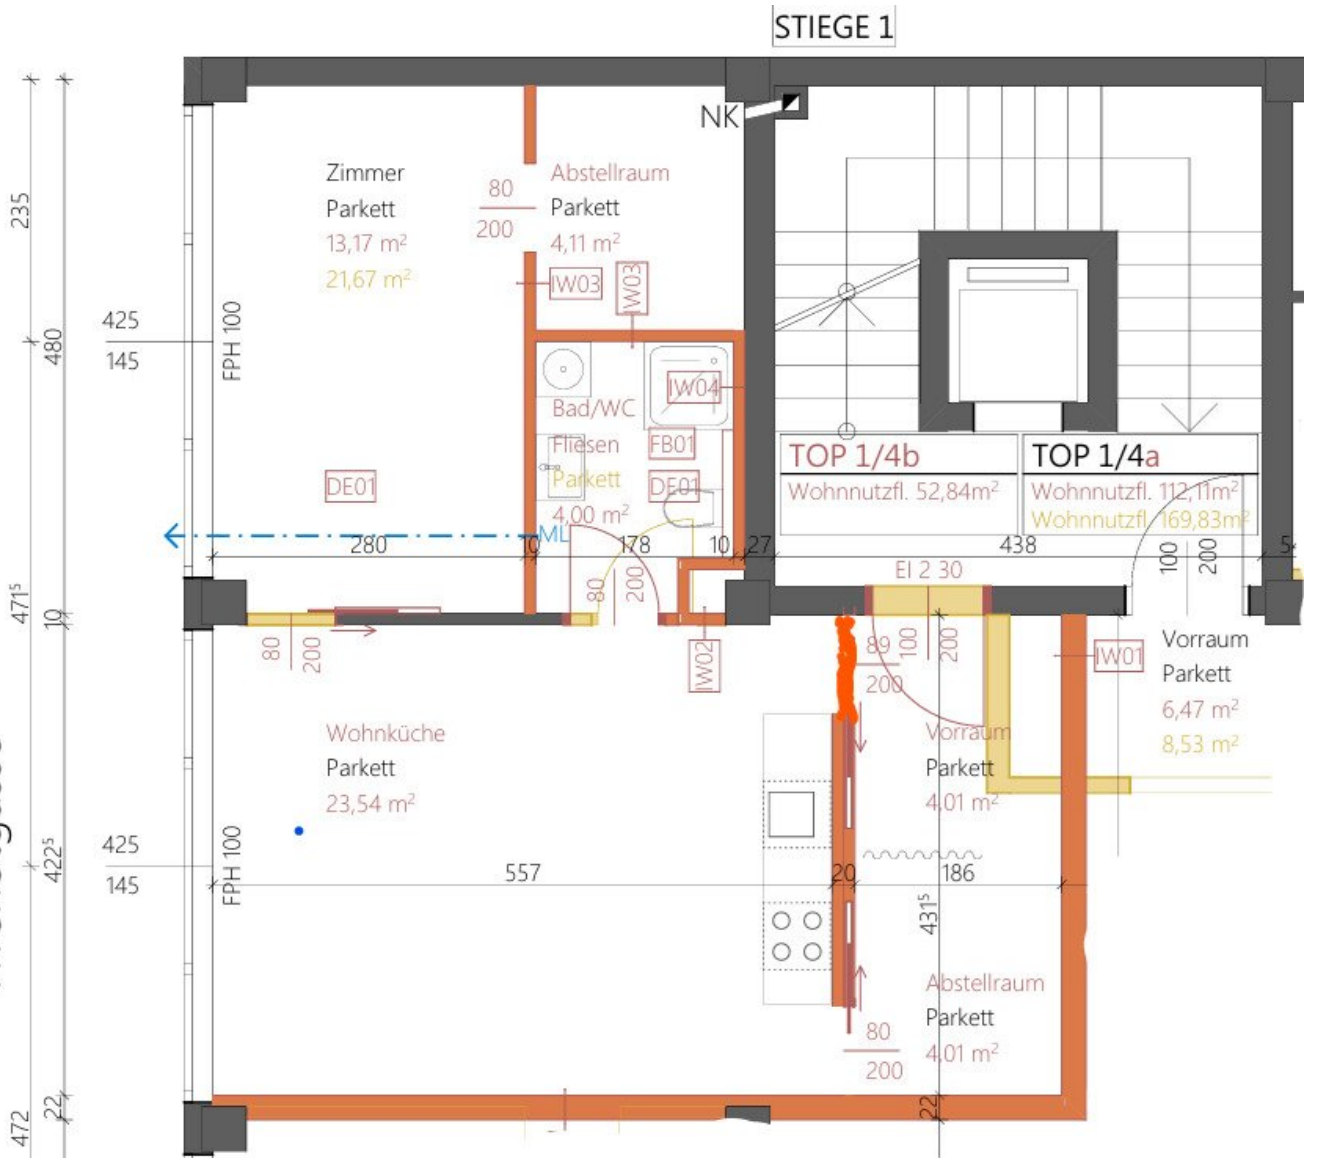 STIEGE 1
NK
Zimmer
Parkett
13,17 m²
21,67 m²
80
200
Abstellraum
Parkett
4,11 m²
IW03
IW03
235
480
425
145
FPH 100
IW04
Bad/WC
Fliesen
FB01
Parkett
DE01
4,00 m²
DE01
ML
TOP 1/4b
Wohnnutzfl. 52,84m²
TOP 1/4a
Wohnnutzfl. 112,11m²
Wohnnutzfl. 169,83m²
280
10
178
10
27
438
80
200
EI 2 30
100
200
471⁵
10
80
200
IW02
89
200
100
200
IW01
Vorraum
Parkett
6,47 m²
8,53 m²
Wohnküche
Parkett
23,54 m²
Vorraum
Parkett
4,01 m²
425
145
FPH 100
422⁵
557
20
186
431⁵
Abstellraum
Parkett
4,01 m²
80
200
472
22
22